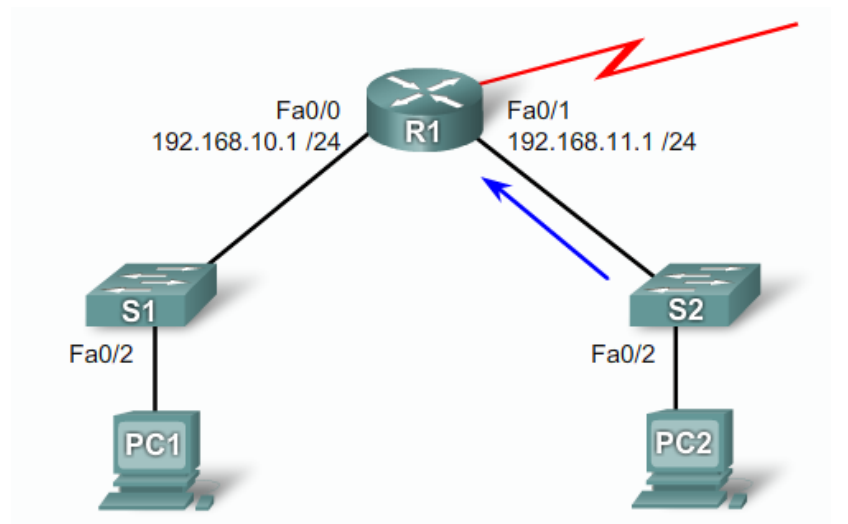 Fa0/0
192.168.10.1 /24
R1
Fa0/1
192.168.11.1 /24
S1
S2
Fa0/2
Fa0/2
PC1
PC2